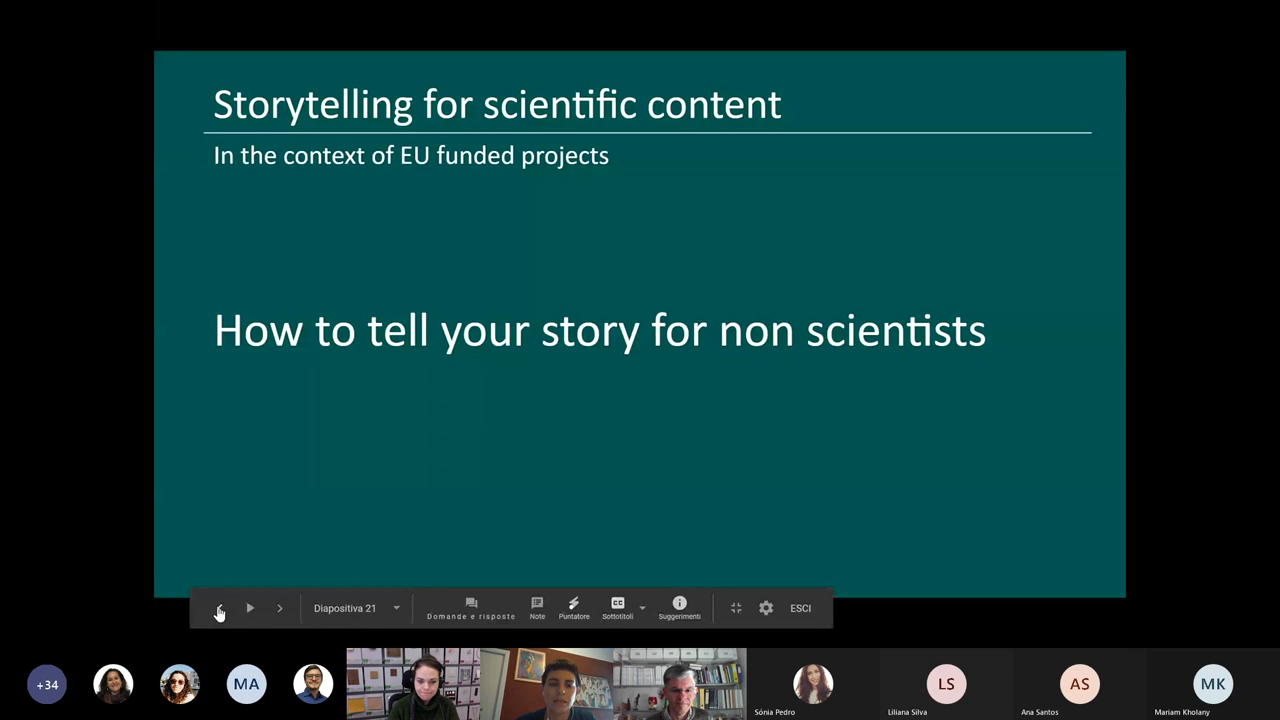 Storytelling for scientific content
In the context of EU funded projects
How to tell your story for non scientists
Diapositiva 21
Domande e risposte
Note
Puntatore
Sottotitoli
Suggerimenti
ESCI
+34
MA
Sónia Pedro
LS
Liliana Silva
AS
Ana Santos
MK
Mariam Kholany